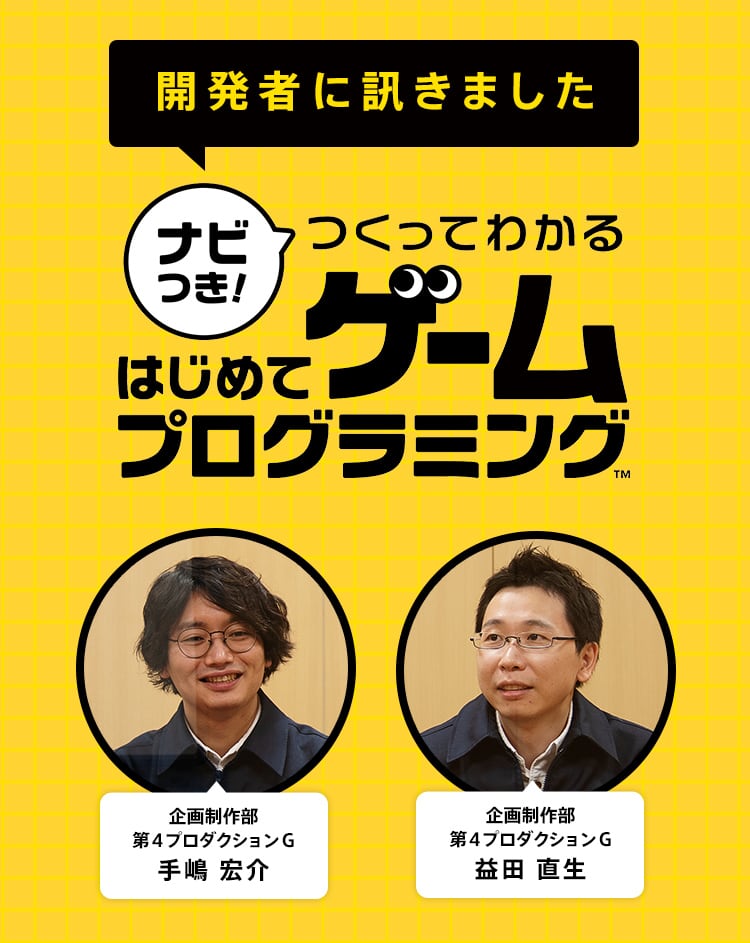 開発者に訊きました
ナビ
つき!
つくってわかる
はじめてゲーム
プログラミング™
企画制作部
第4プロダクションG
手嶋 宏介
企画制作部
第4プロダクションG
益田 直生